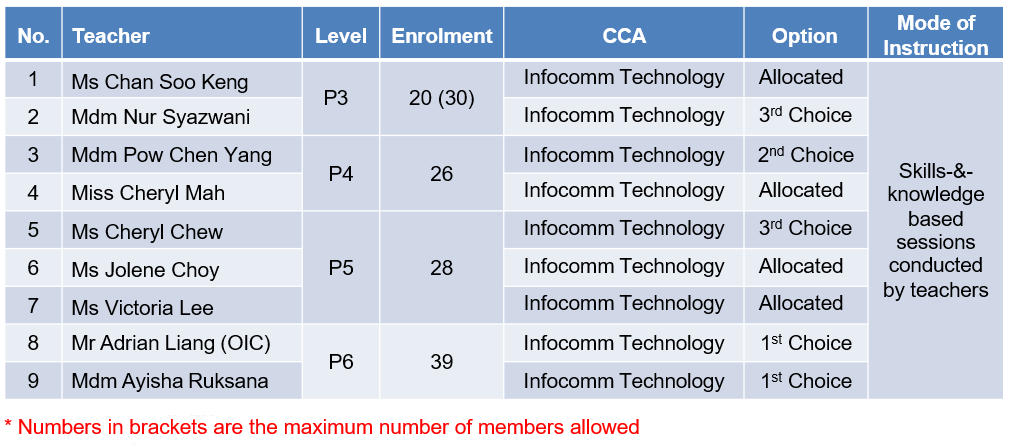 No. Teacher Level Enrolment CCA Option Mode of Instruction
1 Ms Chan Soo Keng P3 20 (30) Infocomm Technology Allocated Skills-&-knowledge based sessions conducted by teachers
2 Mdm Nur Syazwani Infocomm Technology 3rd Choice
3 Mdm Pow Chen Yang P4 26 Infocomm Technology 2nd Choice
4 Miss Cheryl Mah Infocomm Technology Allocated
5 Ms Cheryl Chew P5 28 Infocomm Technology 3rd Choice
6 Ms Jolene Choy Infocomm Technology Allocated
7 Ms Victoria Lee Infocomm Technology Allocated
8 Mr Adrian Liang (OIC) P6 39 Infocomm Technology 1st Choice
9 Mdm Ayisha Ruksana Infocomm Technology 1st Choice
* Numbers in brackets are the maximum number of members allowed